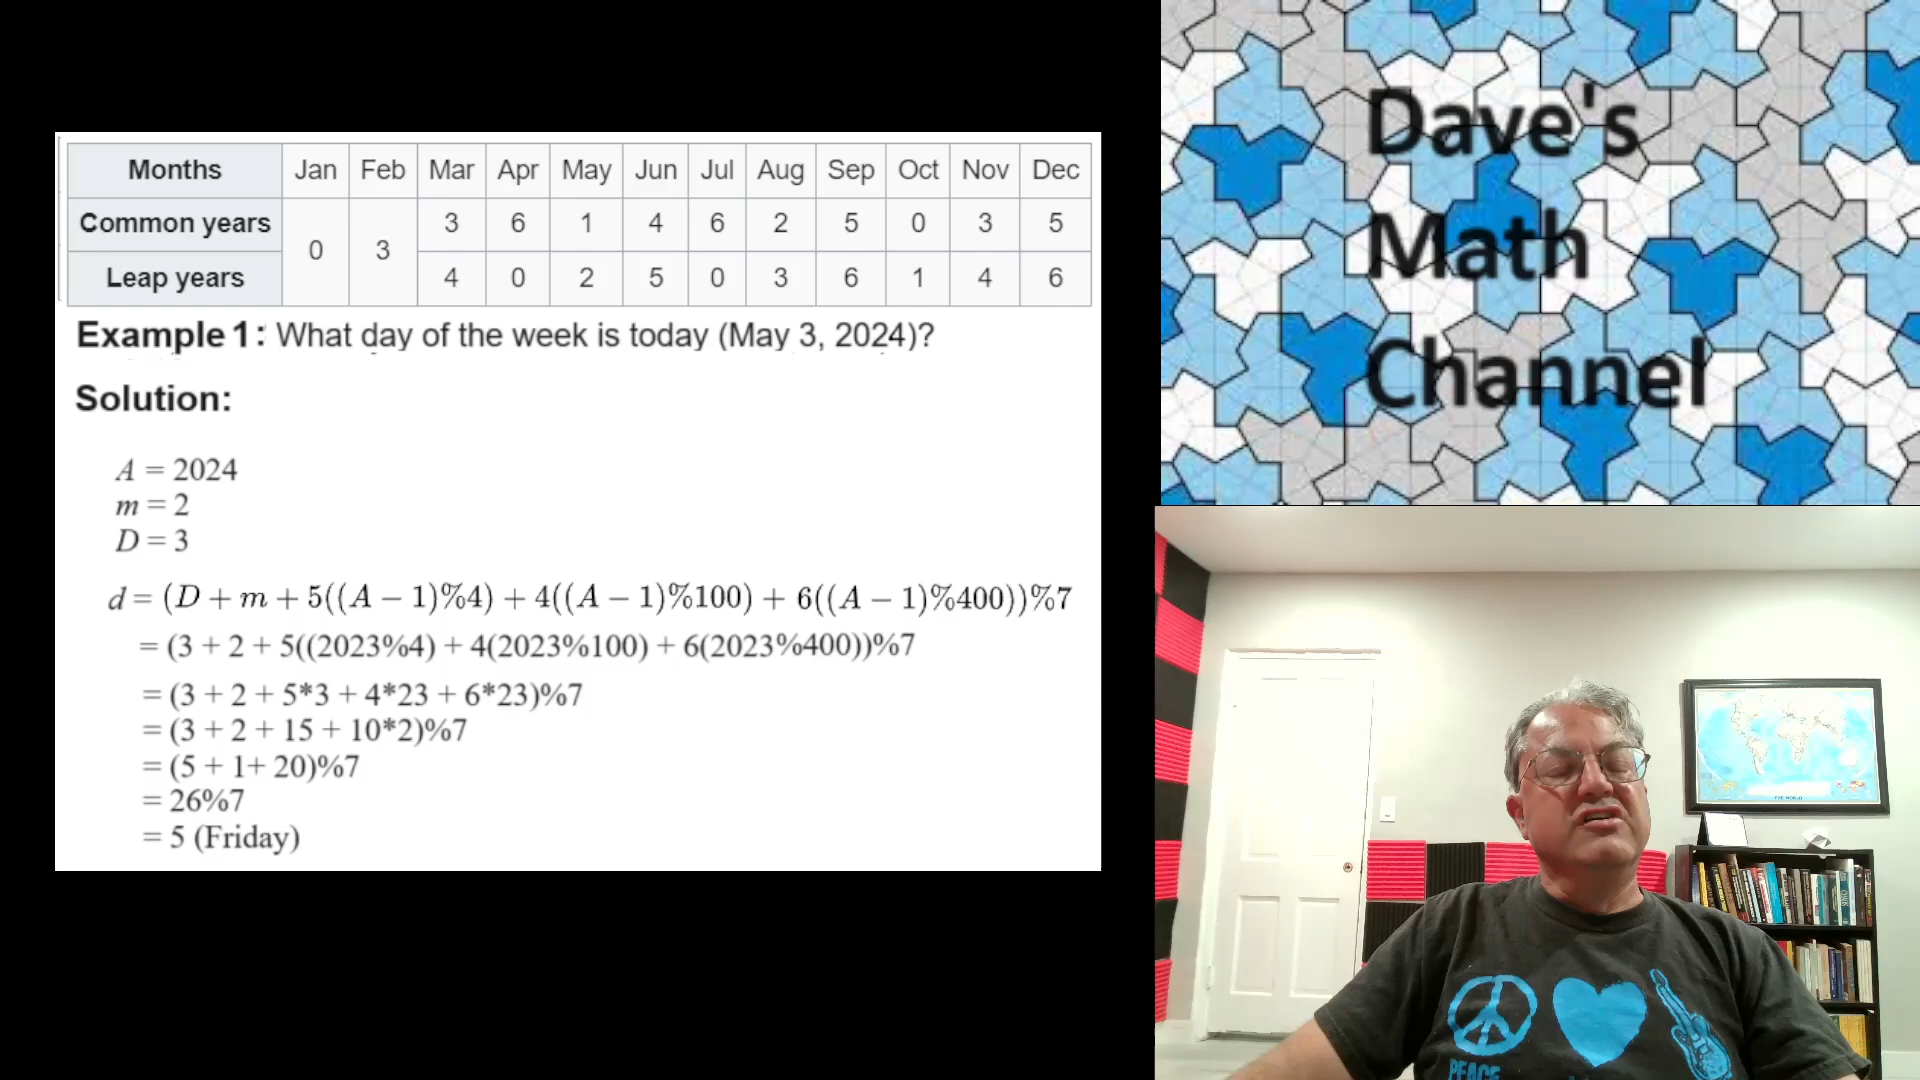 Months Jan Feb Mar Apr May Jun Jul Aug Sep Oct Nov Dec
Common years 0 3 3 6 1 4 6 2 5 0 3 5
Leap years 4 0 2 5 0 3 6 1 4 6
Example 1: What day of the week is today (May 3, 2024)?
Solution:
A = 2024
m = 2
D = 3
d = (D + m + 5((A − 1)%4) + 4((A − 1)%100) + 6((A − 1)%400))%7
= (3 + 2 + 5((2023%4) + 4(2023%100) + 6(2023%400))%7
= (3 + 2 + 5*3 + 4*23 + 6*23)%7
= (3 + 2 + 15 + 10*2)%7
= (5 + 1+ 20)%7
= 26%7
= 5 (Friday)
Dave's
Math
Channel
PEACE